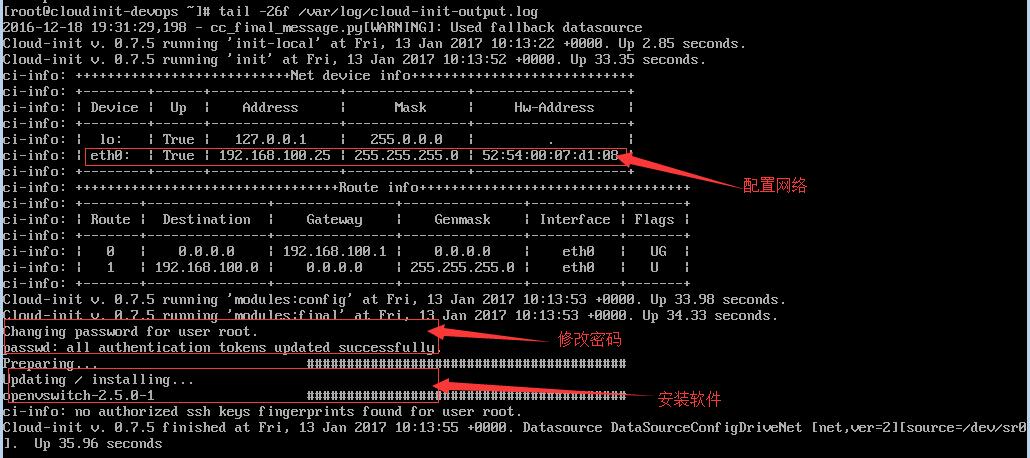 [root@cloudinit-devops ~]# tail -26f /var/log/cloud-init-output.log
2016-12-18 19:31:29,198 - cc_final_message.py[WARNING]: Used fallback datasource
Cloud-init v. 0.7.5 running 'init-local' at Fri, 13 Jan 2017 10:13:22 +0000. Up 2.85 seconds.
Cloud-init v. 0.7.5 running 'init' at Fri, 13 Jan 2017 10:13:52 +0000. Up 33.35 seconds.
ci-info: ++++++++++++++++++++++++++Net device info+++++++++++++++++++++++++++
ci-info: +--------+------+----------------+---------------+-------------------+
ci-info: | Device | Up | Address | Mask | Hw-Address |
ci-info: +--------+------+----------------+---------------+-------------------+
ci-info: | lo: | True | 127.0.0.1 | 255.0.0.0 | . |
ci-info: | eth0: | True | 192.168.100.25 | 255.255.255.0 | 52:54:00:07:d1:08 |
配置网络
ci-info: +--------+------+----------------+---------------+-------------------+
ci-info: ++++++++++++++++++++++++++++++++Route info+++++++++++++++++++++++++++++++++
ci-info: +-------+---------------+---------------+---------------+-----------+-------+
ci-info: | Route | Destination | Gateway | Genmask | Interface | Flags |
ci-info: +-------+---------------+---------------+---------------+-----------+-------+
ci-info: | 0 | 0.0.0.0 | 192.168.100.1 | 0.0.0.0 | eth0 | UG |
ci-info: | 1 | 192.168.100.0 | 0.0.0.0 | 255.255.255.0 | eth0 | U |
ci-info: +-------+---------------+---------------+---------------+-----------+-------+
Cloud-init v. 0.7.5 running 'modules:config' at Fri, 13 Jan 2017 10:13:53 +0000. Up 33.98 seconds.
Cloud-init v. 0.7.5 running 'modules:final' at Fri, 13 Jan 2017 10:13:53 +0000. Up 34.33 seconds.
Changing password for user root.
修改密码
passwd: all authentication tokens updated successfully.
Preparing... ########################################
Updating / installing...
安装软件
openvswitch-2.5.0-1 ########################################
ci-info: no authorized ssh keys fingerprints found for user root.
Cloud-init v. 0.7.5 finished at Fri, 13 Jan 2017 10:13:55 +0000. Datasource DataSourceConfigDriveNet [net,ver=2][source=/dev/sr0
]. Up 35.96 seconds